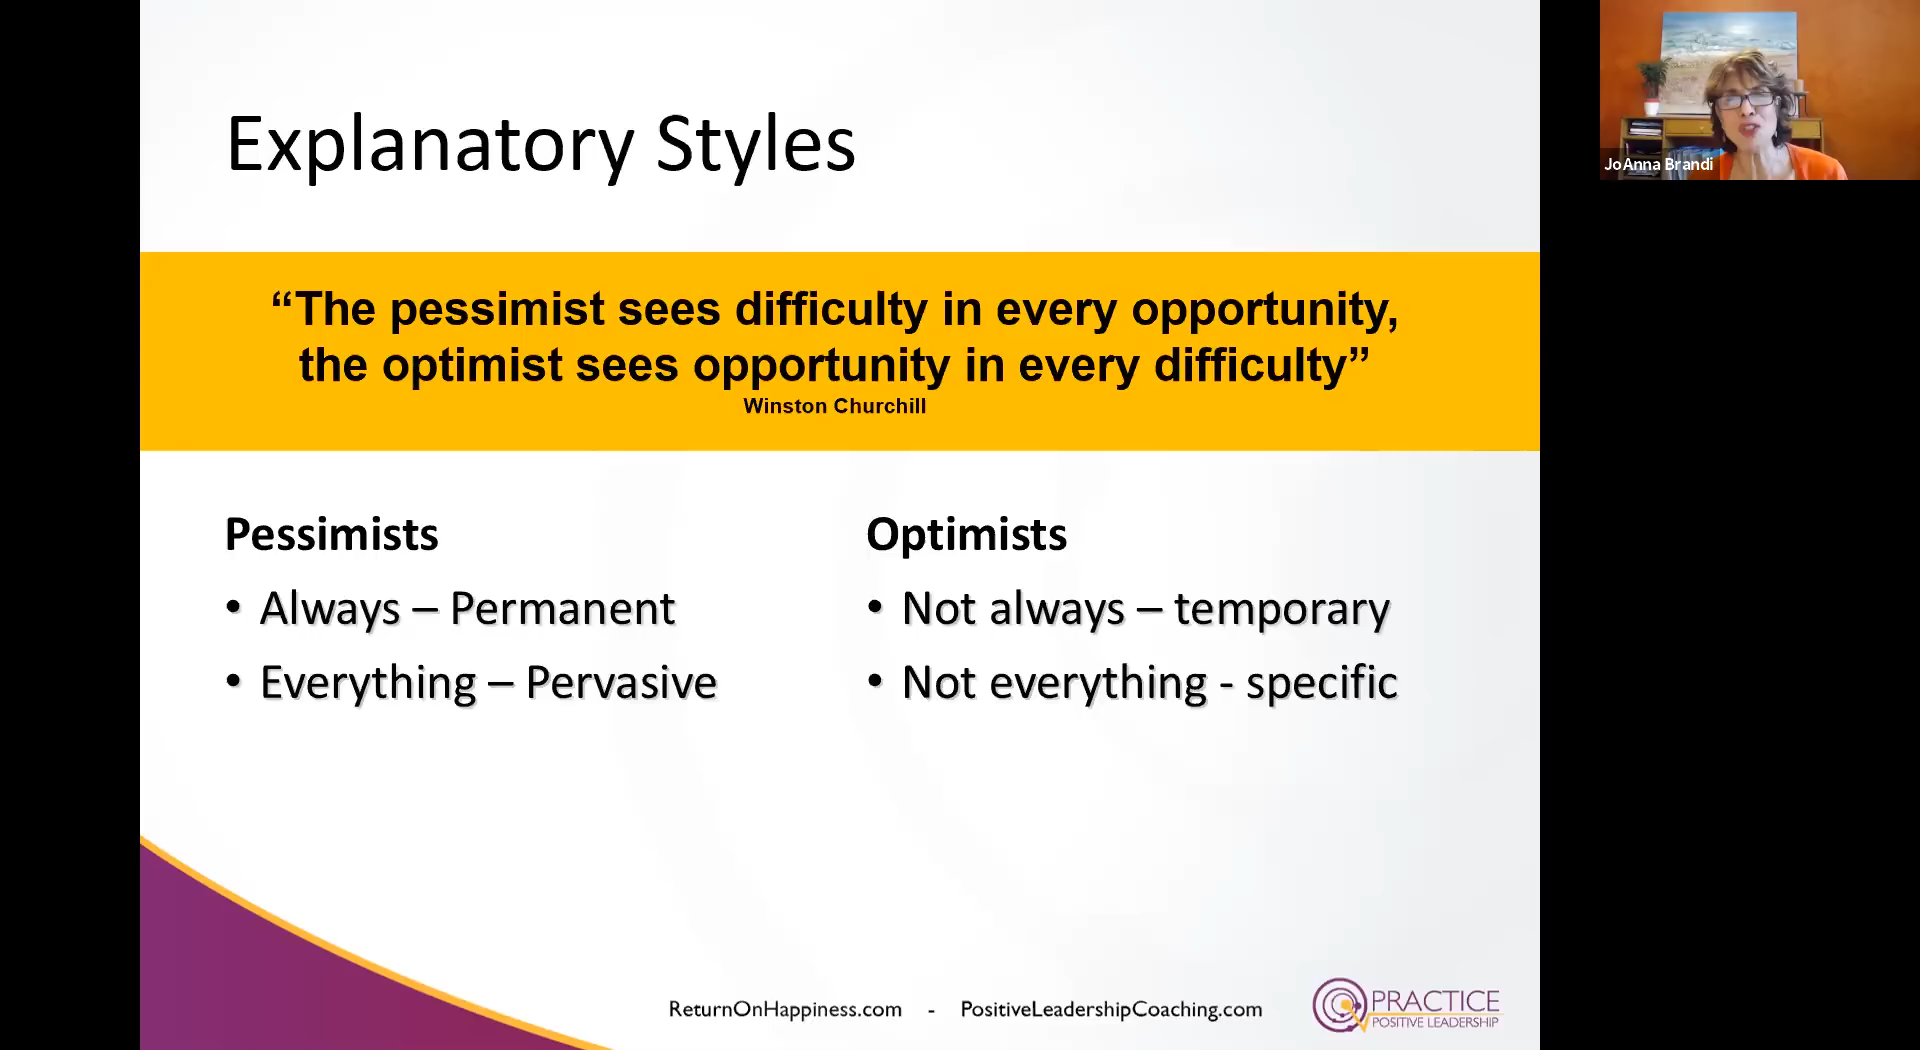 Explanatory Styles
“The pessimist sees difficulty in every opportunity,
the optimist sees opportunity in every difficulty”
Winston Churchill
Pessimists
• Always – Permanent
• Everything – Pervasive
Optimists
• Not always – temporary
• Not everything - specific
ReturnOnHappiness.com - PositiveLeadershipCoaching.com
PRACTICE
POSITIVE LEADERSHIP
JoAnna Brandi